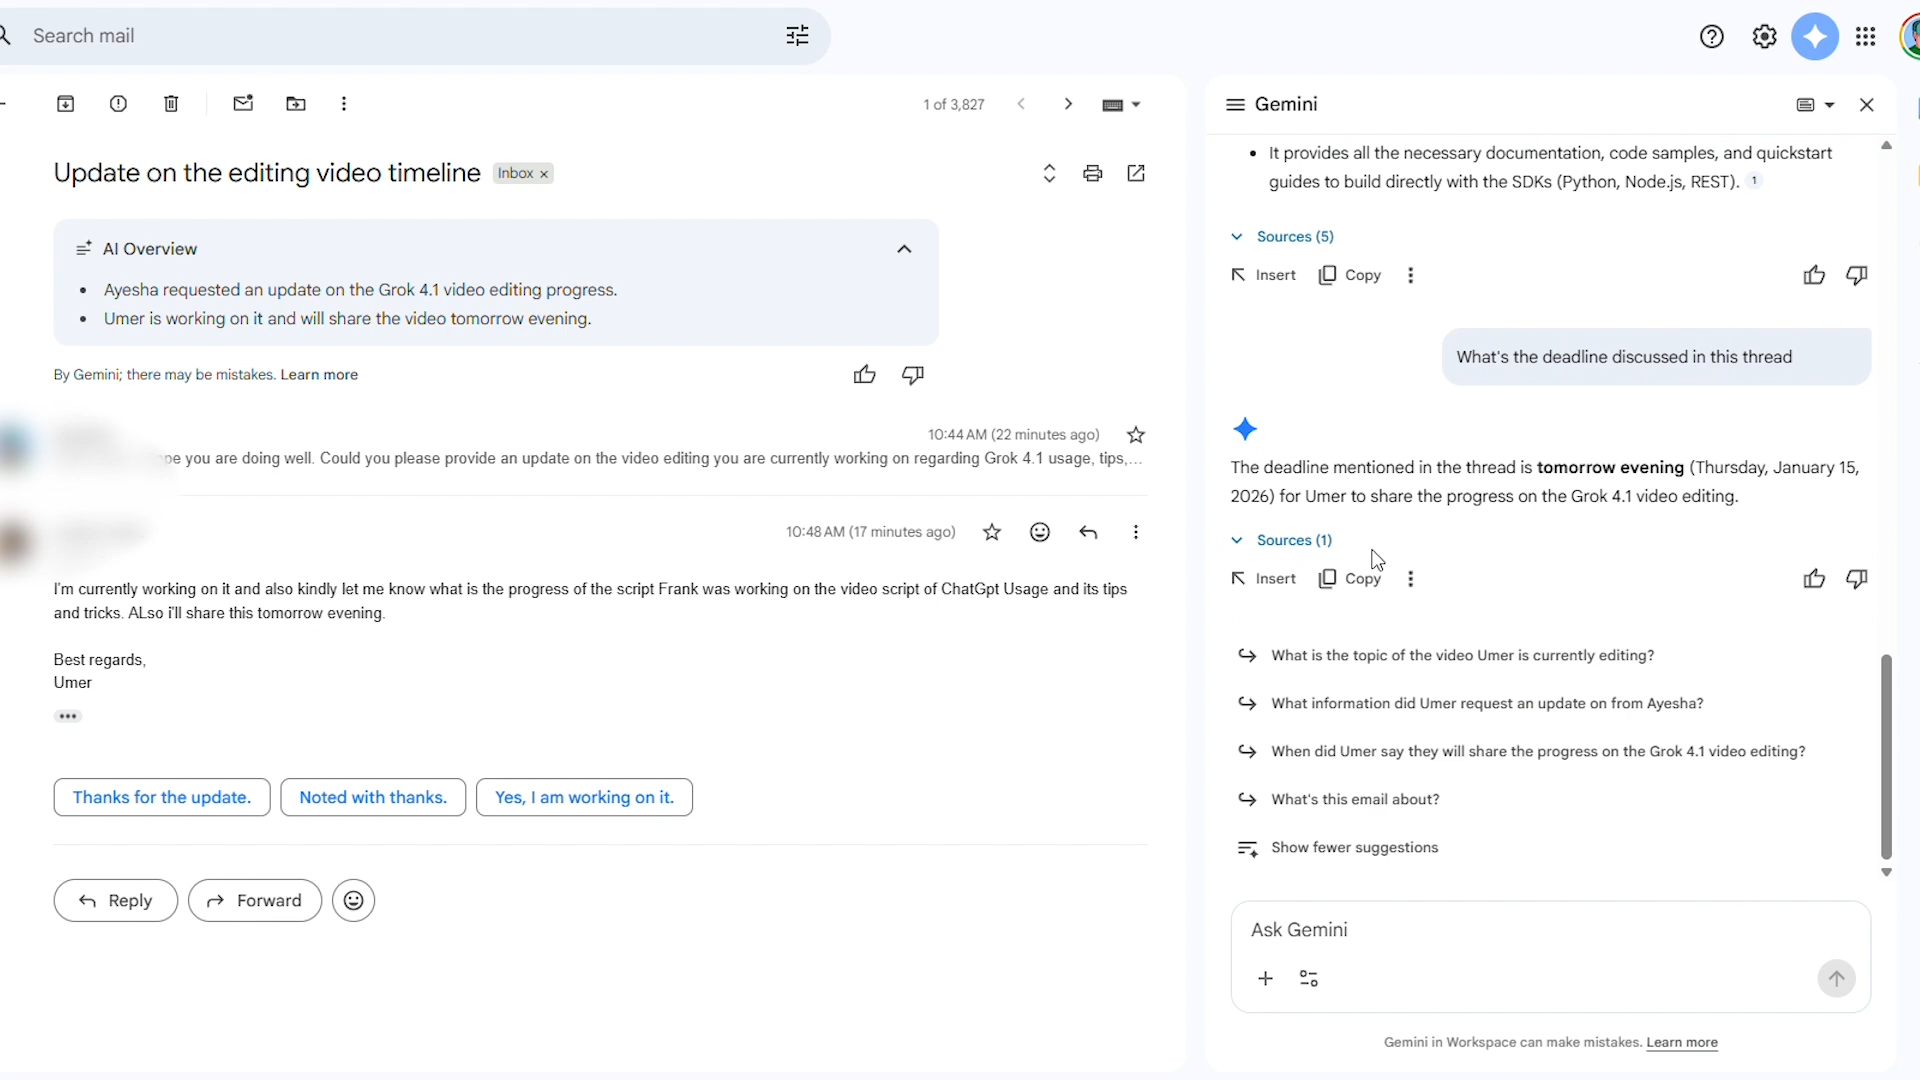 Search mail
1 of 3,827
Update on the editing video timeline Inbox ×
AI Overview
• Ayesha requested an update on the Grok 4.1 video editing progress.
• Umer is working on it and will share the video tomorrow evening.
By Gemini; there may be mistakes. Learn more
10:44 AM (22 minutes ago)
you are doing well. Could you please provide an update on the video editing you are currently working on regarding Grok 4.1 usage, tips,...
10:48 AM (17 minutes ago)
I'm currently working on it and also kindly let me know what is the progress of the script Frank was working on the video script of ChatGpt Usage and its tips
and tricks. ALso i'll share this tomorrow evening.
Best regards,
Umer
Thanks for the update.
Noted with thanks.
Yes, I am working on it.
Reply
Forward
Gemini
• It provides all the necessary documentation, code samples, and quickstart
guides to build directly with the SDKs (Python, Node.js, REST). 1
Sources (5)
Insert Copy
What's the deadline discussed in this thread
The deadline mentioned in the thread is tomorrow evening (Thursday, January 15,
2026) for Umer to share the progress on the Grok 4.1 video editing.
Sources (1)
Insert Copy
What is the topic of the video Umer is currently editing?
What information did Umer request an update on from Ayesha?
When did Umer say they will share the progress on the Grok 4.1 video editing?
What's this email about?
Show fewer suggestions
Ask Gemini
Gemini in Workspace can make mistakes. Learn more